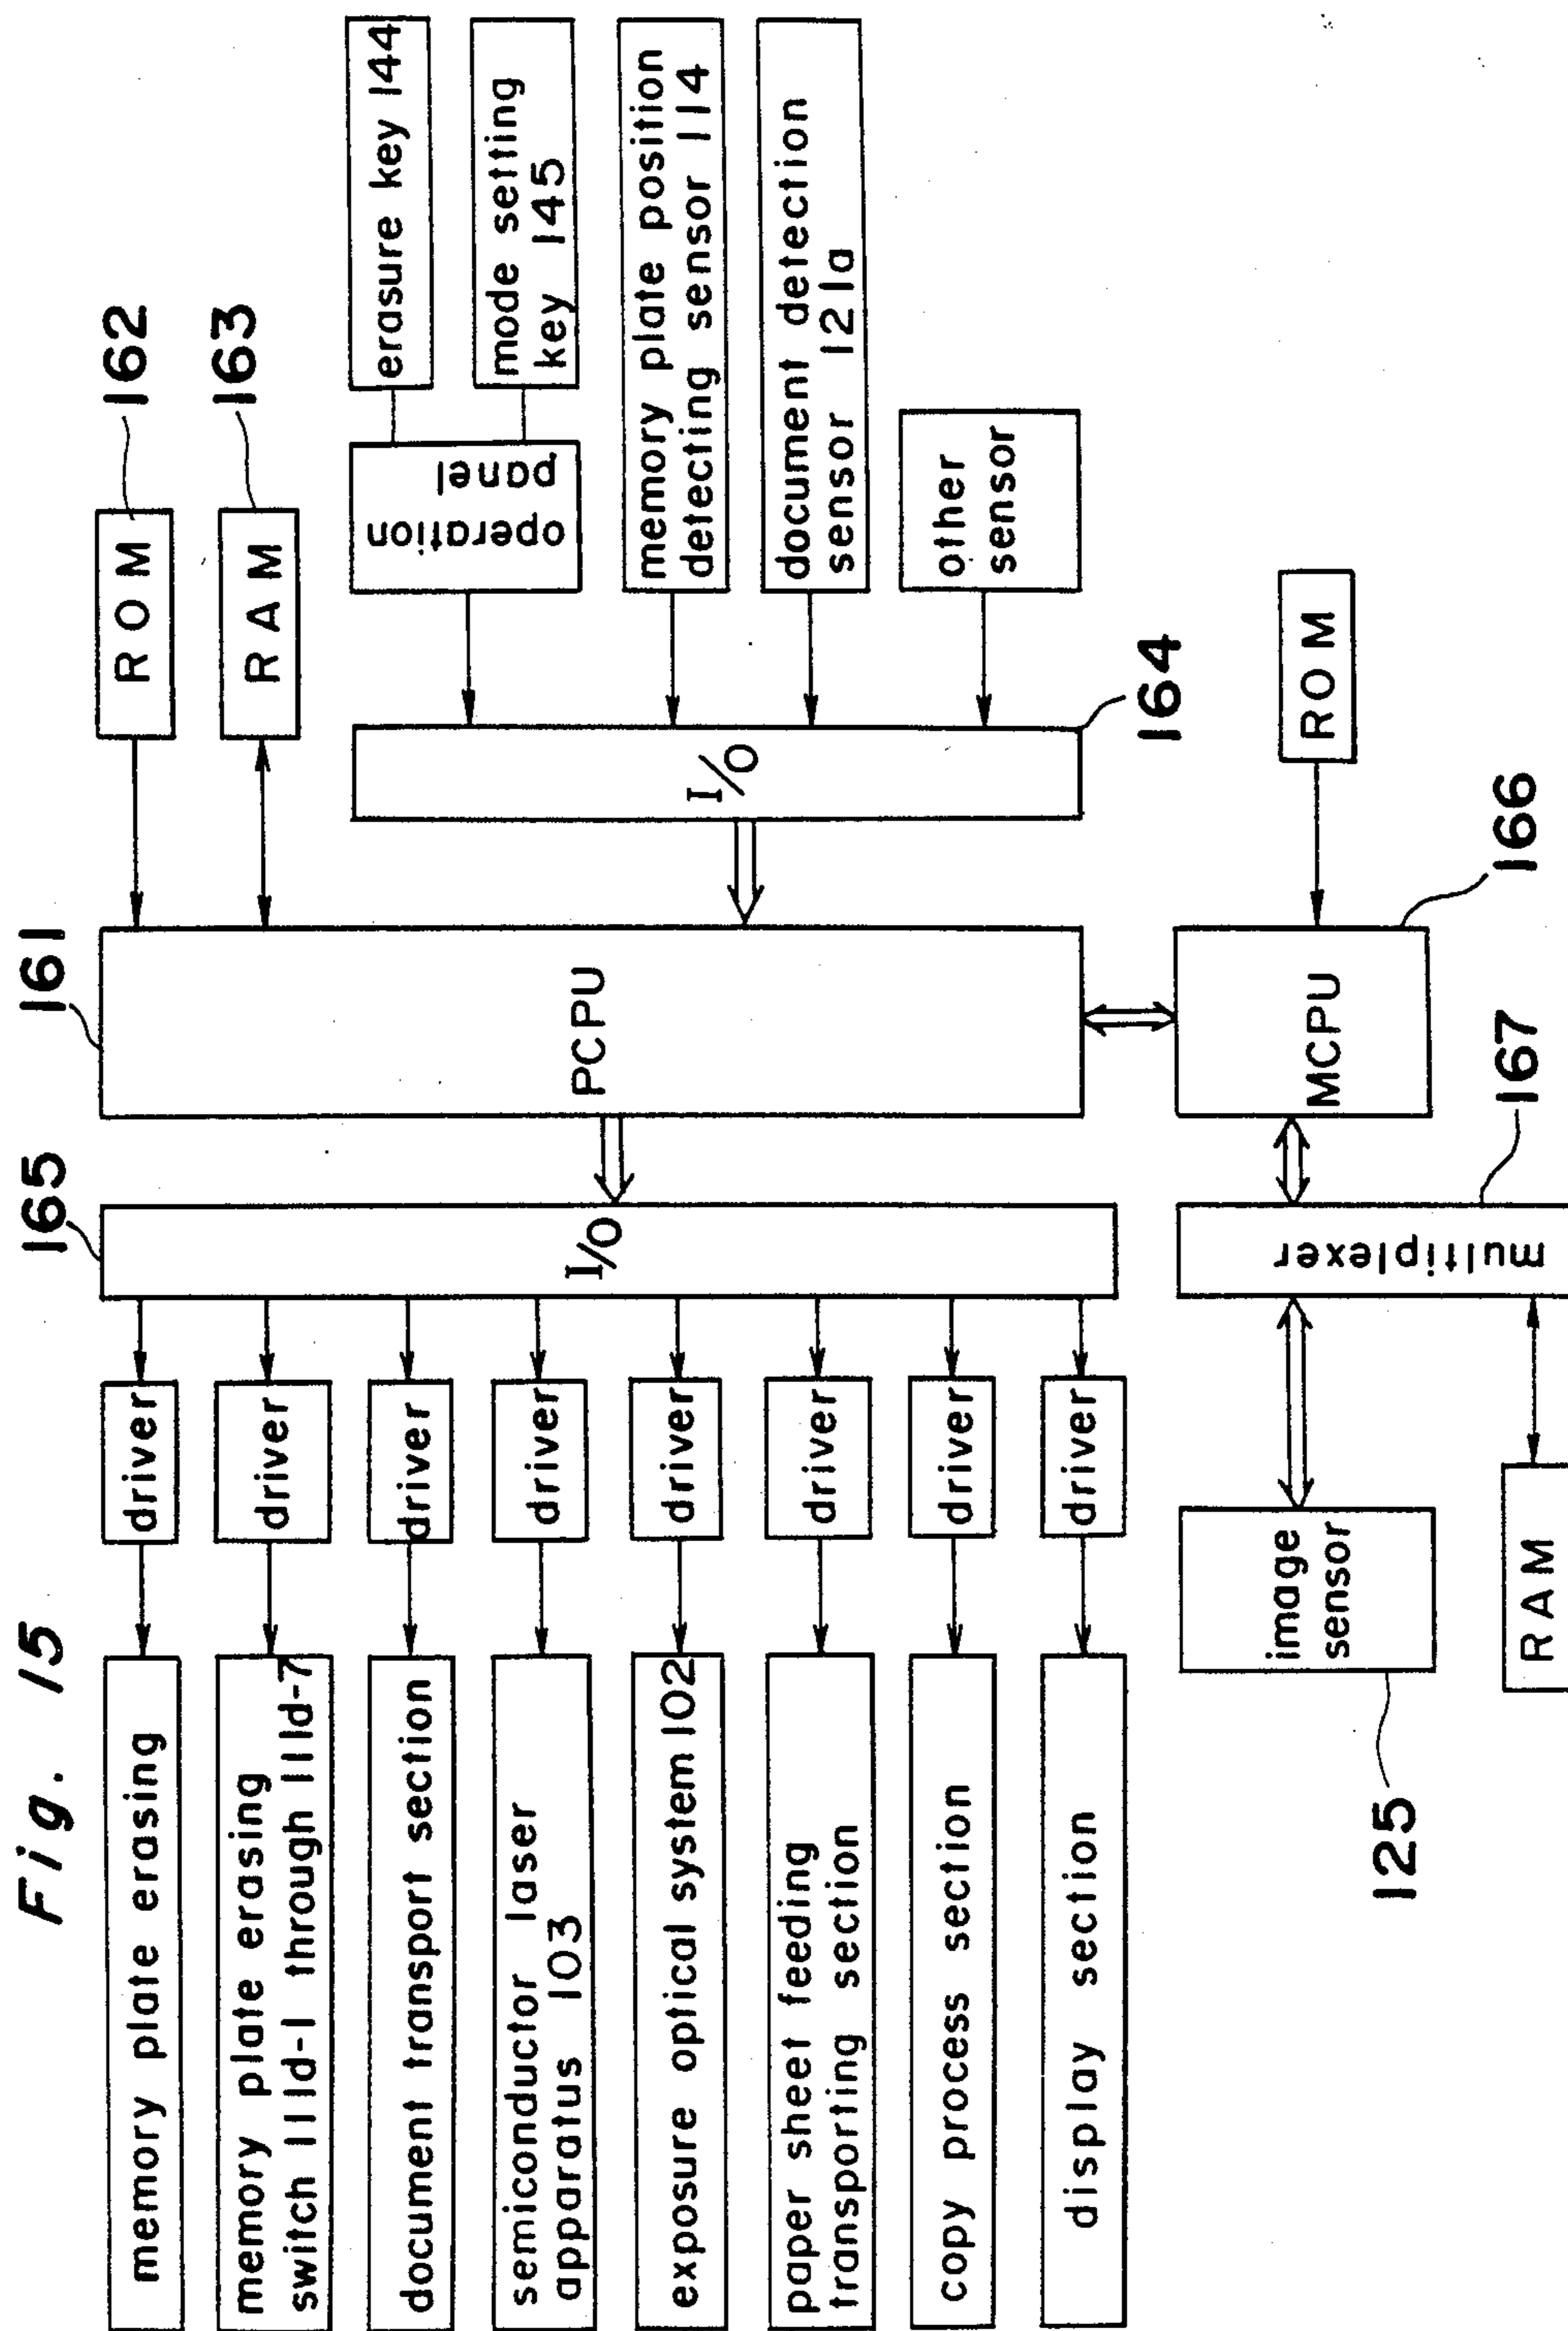 Fig. 15
memory plate erasing
memory plate erasing
switch 111d-1 through 111d-7
document transport section
semiconductor laser
apparatus 103
exposure optical system 102
paper sheet feeding
transporting section
copy process section
display section
driver
driver
driver
driver
driver
driver
driver
driver
165
I/O
161
PCPU
162
ROM
163
RAM
erasure key 144
operation
panel
mode setting
key 145
memory plate position
detecting sensor 114
document detection
sensor 121a
other
sensor
I/O
164
125
image
sensor
RAM
multiplexer
167
MCPU
166
ROM